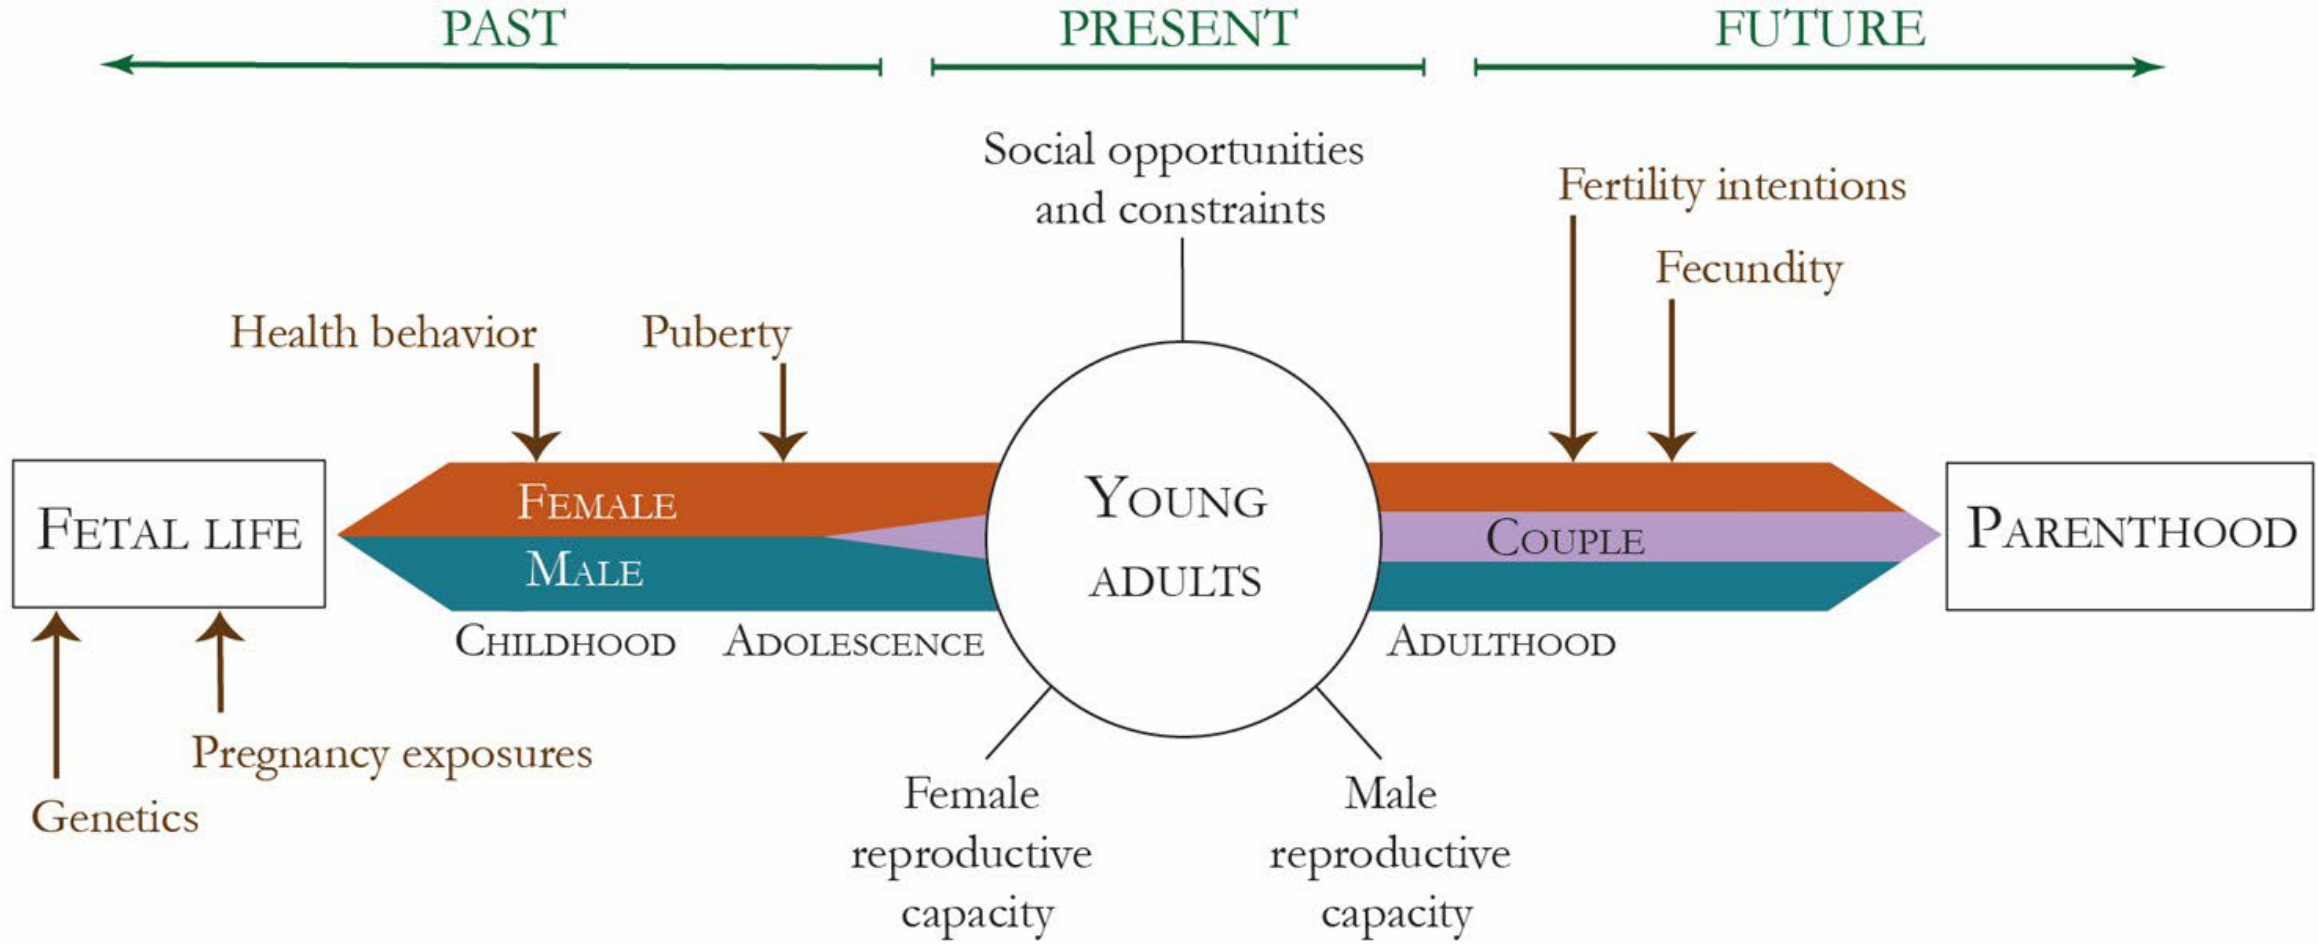 PAST
PRESENT
FUTURE
Social opportunities
and constraints
Fertility intentions
Fecundity
Health behavior
Puberty
FETAL LIFE
FEMALE
MALE
YOUNG
ADULTS
COUPLE
PARENTHOOD
CHILDHOOD
ADOLESCENCE
ADULTHOOD
Pregnancy exposures
Genetics
Female
reproductive
capacity
Male
reproductive
capacity